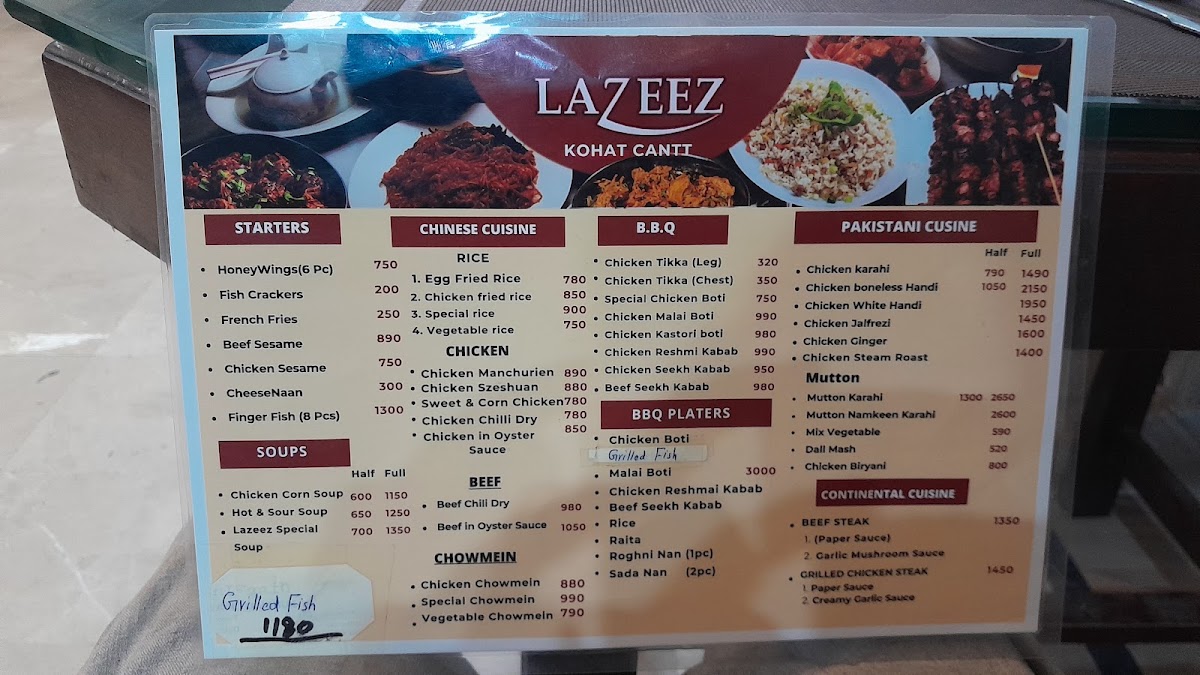 LAZEEZ
KOHAT CANTT
STARTERS
HoneyWings(6 Pc) 750
Fish Crackers 200
French Fries 250
Beef Sesame 890
Chicken Sesame 750
CheeseNaan 300
Finger Fish (8 Pcs) 1300
SOUPS
Half Full
Chicken Corn Soup 600 1150
Hot & Sour Soup 650 1250
Lazeez Special 700 1350
Soup
Grilled Fish
1180
CHINESE CUISINE
RICE
1. Egg Fried Rice 780
2. Chicken fried rice 850
3. Special rice 900
4. Vegetable rice 750
CHICKEN
Chicken Manchurien 890
Chicken Szeshuan 880
Sweet & Corn Chicken 780
Chicken Chilli Dry 780
Chicken in Oyster 850
Sauce
BEEF
Beef Chili Dry 980
Beef in Oyster Sauce 1050
CHOWMEIN
Chicken Chowmein 880
Special Chowmein 990
Vegetable Chowmein 790
B.B.Q
Chicken Tikka (Leg) 320
Chicken Tikka (Chest) 350
Special Chicken Boti 750
Chicken Malai Boti 990
Chicken Kastori boti 980
Chicken Reshmi Kabab 990
Chicken Seekh Kabab 950
Beef Seekh Kabab 980
BBQ PLATERS
Chicken Boti
Grilled Fish
Malai Boti 3000
Chicken Reshmai Kabab
Beef Seekh Kabab
Rice
Raita
Roghni Nan (1pc)
Sada Nan (2pc)
PAKISTANI CUSINE
Half Full
Chicken karahi 790 1490
Chicken boneless Handi 1050 2150
Chicken White Handi 1950
Chicken Jalfrezi 1450
Chicken Ginger 1600
Chicken Steam Roast 1400
Mutton
Mutton Karahi 1300 2650
Mutton Namkeen Karahi 2600
Mix Vegetable 590
Dall Mash 520
Chicken Biryani 800
CONTINENTAL CUISINE
BEEF STEAK 1350
1. (Paper Sauce)
2. Garlic Mushroom Sauce
GRILLED CHICKEN STEAK 1450
1. Paper Sauce
2. Creamy Garlic Sauce